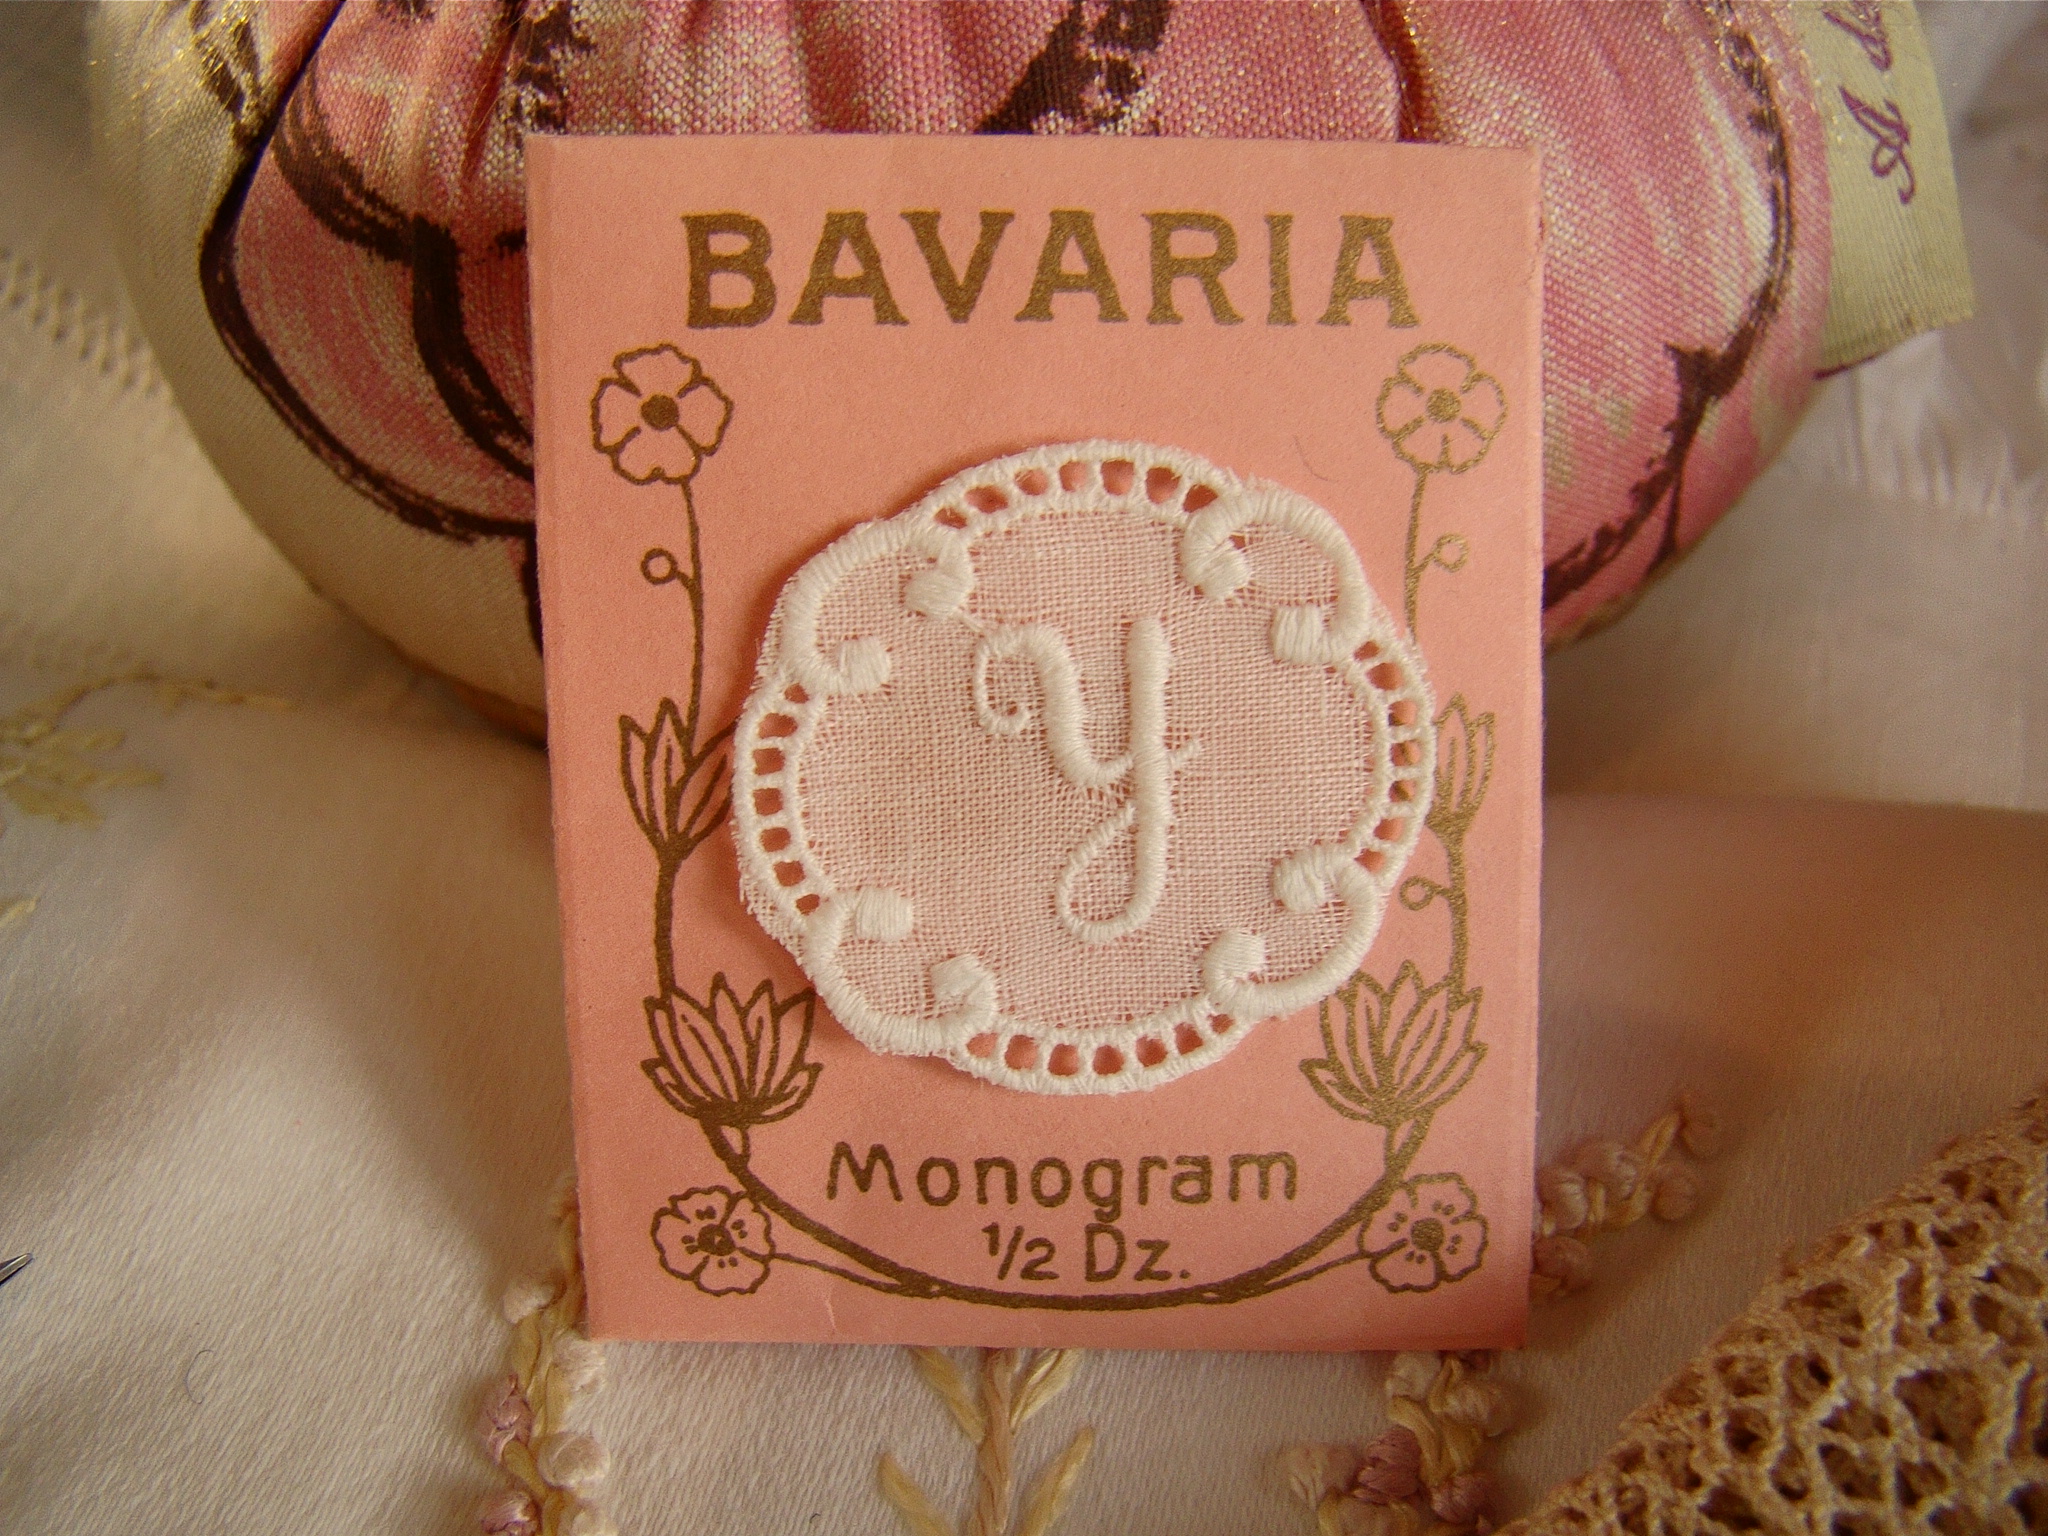 BAVARIA
Y
Monogram
1/2 Dz.